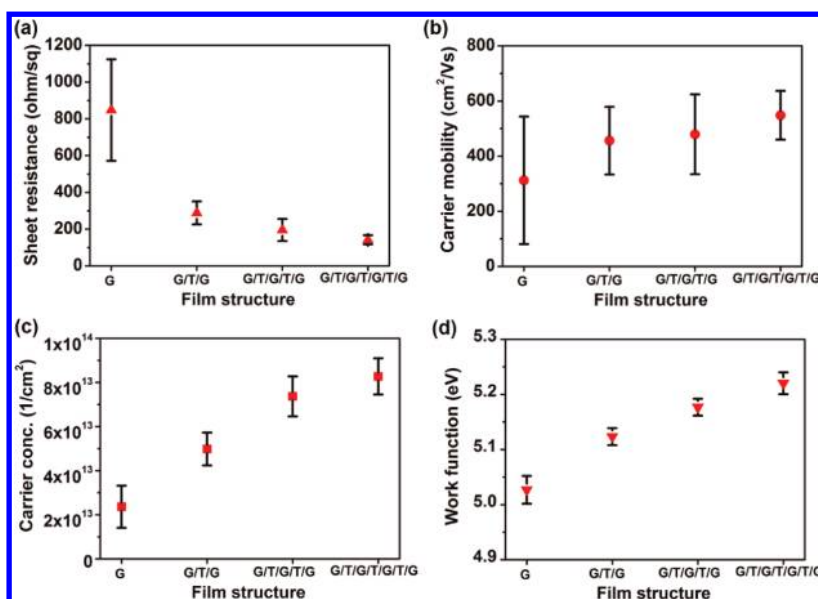 (a)
1200
1000
800
600
400
200
0
Sheet resistance (ohm/sq)
G G/T/G G/T/G/T/G G/T/G/T/G/T/G
Film structure
(b)
800
600
400
200
0
Carrier mobility (cm²/Vs)
G G/T/G G/T/G/T/G G/T/G/T/G/T/G
Film structure
(c)
1x10¹⁴
8x10¹³
6x10¹³
4x10¹³
2x10¹³
0
Carrier conc. (1/cm²)
G G/T/G G/T/G/T/G G/T/G/T/G/T/G
Film structure
(d)
5.3
5.2
5.1
5.0
4.9
Work function (eV)
G G/T/G G/T/G/T/G G/T/G/T/G/T/G
Film structure